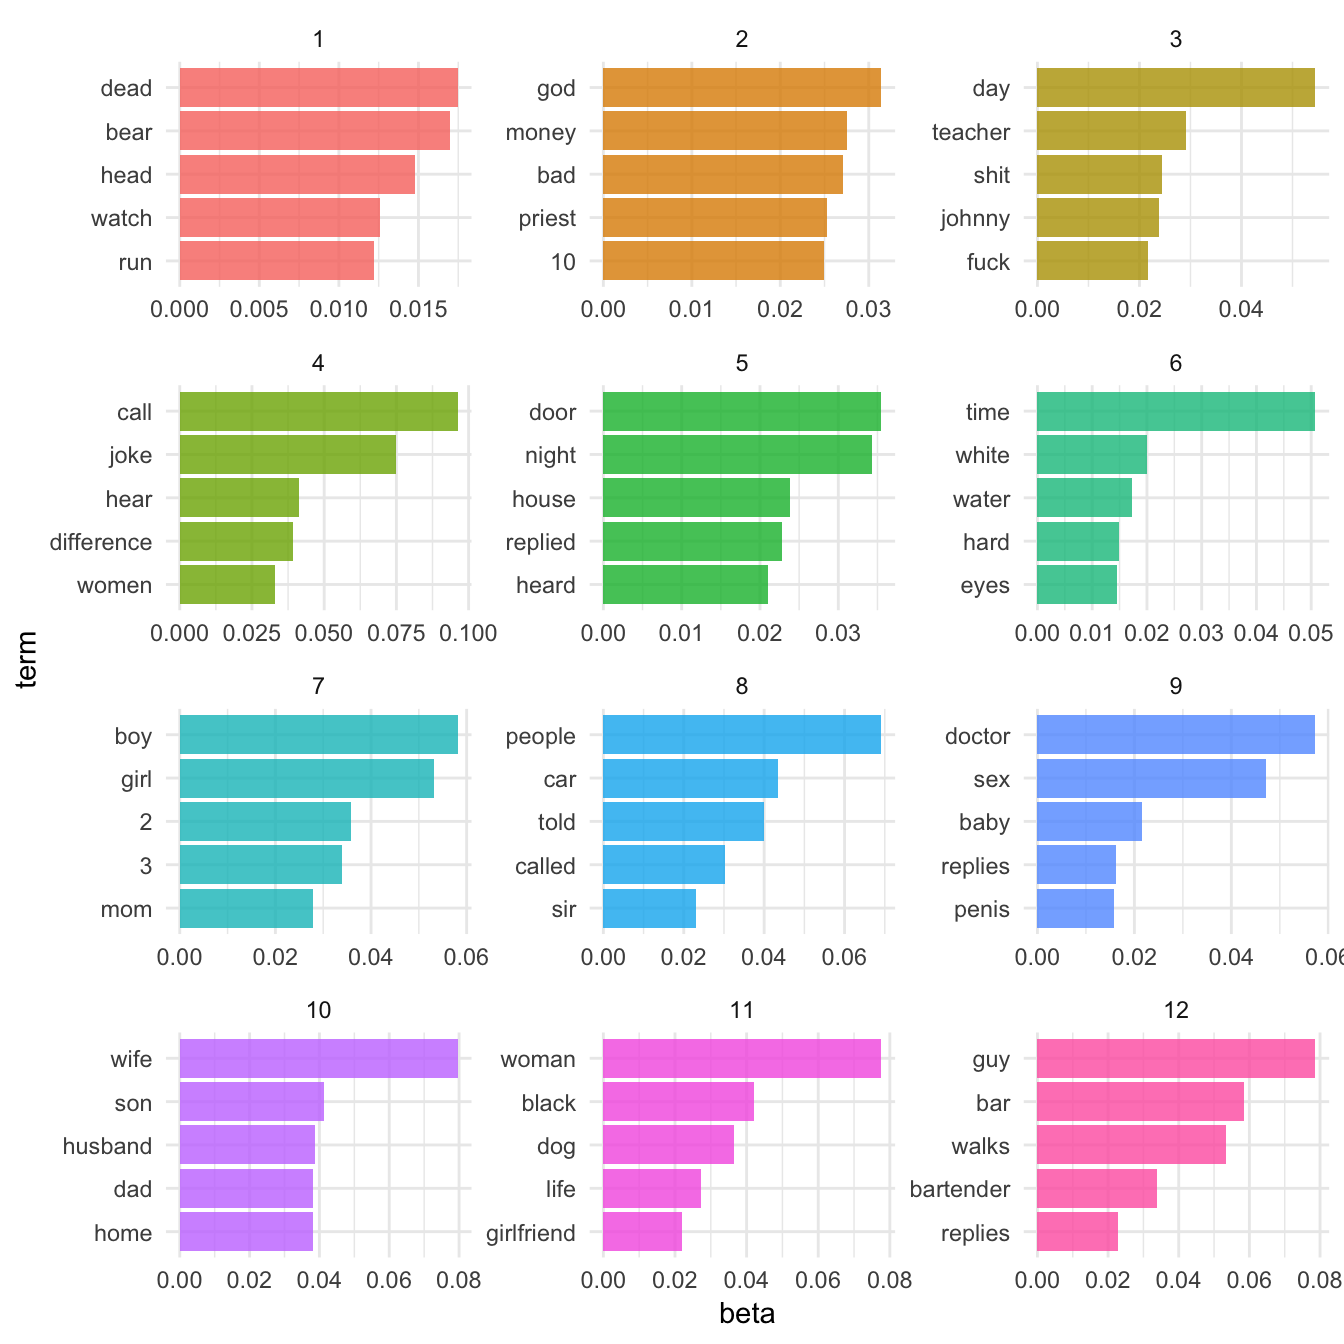 1
dead
bear
head
watch
run
0.000 0.005 0.010 0.015
2
god
money
bad
priest
10
0.00 0.01 0.02 0.03
3
day
teacher
shit
johnny
fuck
0.00 0.02 0.04
4
call
joke
hear
difference
women
0.000 0.025 0.050 0.075 0.100
5
door
night
house
replied
heard
0.00 0.01 0.02 0.03
6
time
white
water
hard
eyes
0.00 0.01 0.02 0.03 0.04 0.05
term
7
boy
girl
2
3
mom
0.00 0.02 0.04 0.06
8
people
car
told
called
sir
0.00 0.02 0.04 0.06
9
doctor
sex
baby
replies
penis
0.00 0.02 0.04 0.06
10
wife
son
husband
dad
home
0.00 0.02 0.04 0.06 0.08
11
woman
black
dog
life
girlfriend
0.00 0.02 0.04 0.06 0.08
12
guy
bar
walks
bartender
replies
0.00 0.02 0.04 0.06 0.08
beta